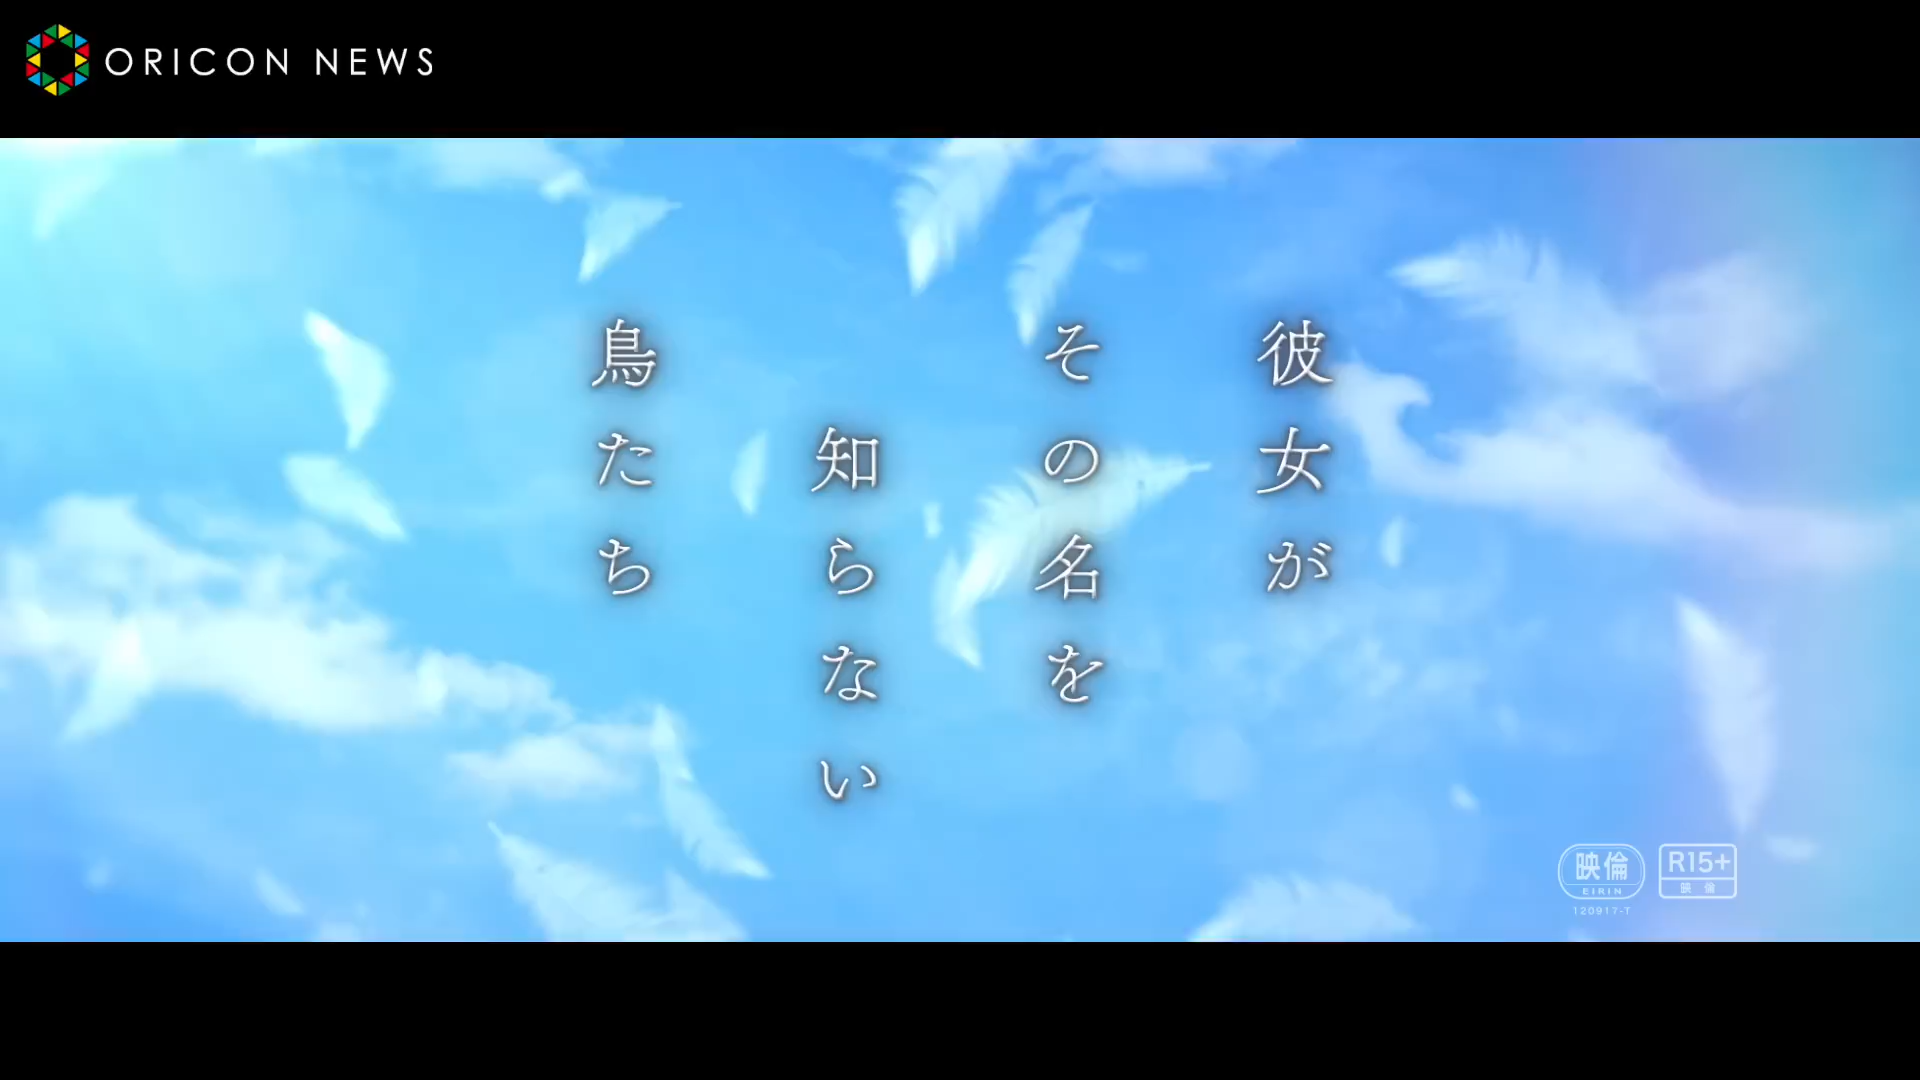 ORICON NEWS
彼女が
その名を
知らない
鳥たち
映倫
EIRIN
120917-T
R15+
映倫